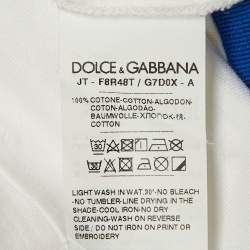 DOLCE & GABBANA
JT - F8R48T / G7D0X - A
100% COTONE-COTTON-ALGODON-
COTON-ALGODÃO-
BAUMWOLLE-ХЛОПОК-
COTTON
LIGHT WASH IN WAT.30°-NO BLEACH
-NO TUMBLER-LINE DRYING IN THE
SHADE-COOL IRON-NO DRY
CLEANING-WASH ON REVERSE
SIDE/ DO NOT IRON ON PRINT OR
EMBROIDERY